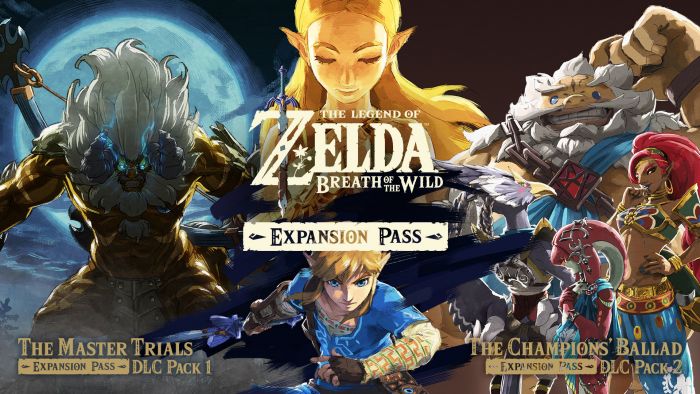 THE LEGEND OF
ZELDA
BREATH OF THE WILD
EXPANSION PASS
THE MASTER TRIALS
EXPANSION PASS DLC PACK 1
THE CHAMPIONS' BALLAD
EXPANSION PASS DLC PACK 2